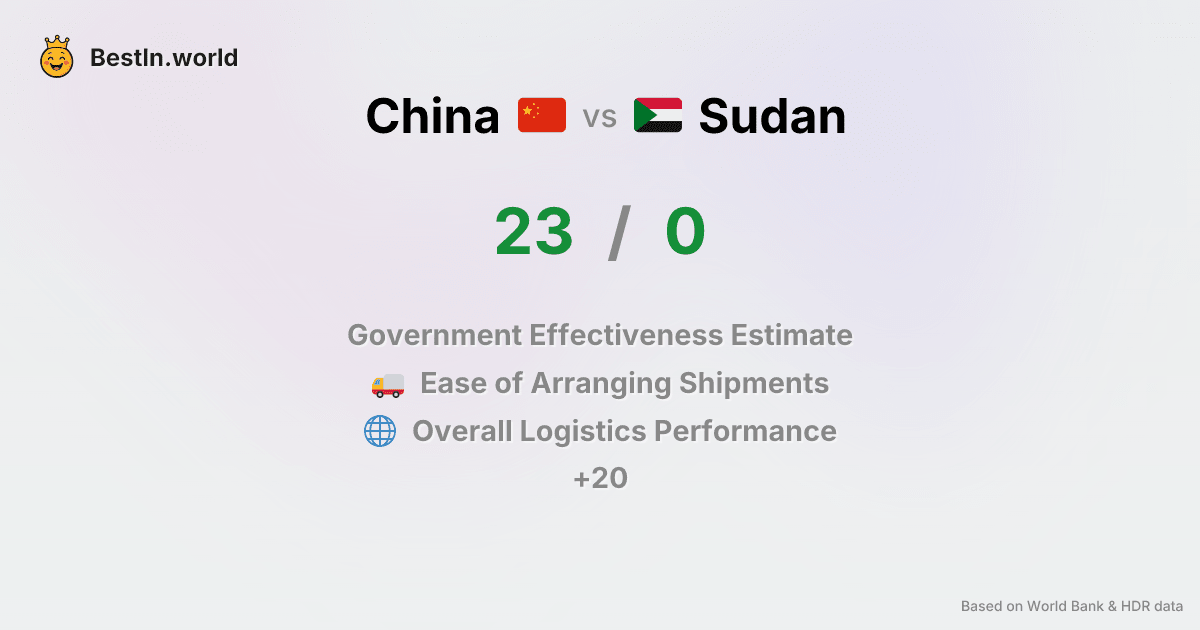 BestIn.world
China vs Sudan
23 / 0
Government Effectiveness Estimate
Ease of Arranging Shipments
Overall Logistics Performance
+20
Based on World Bank & HDR data